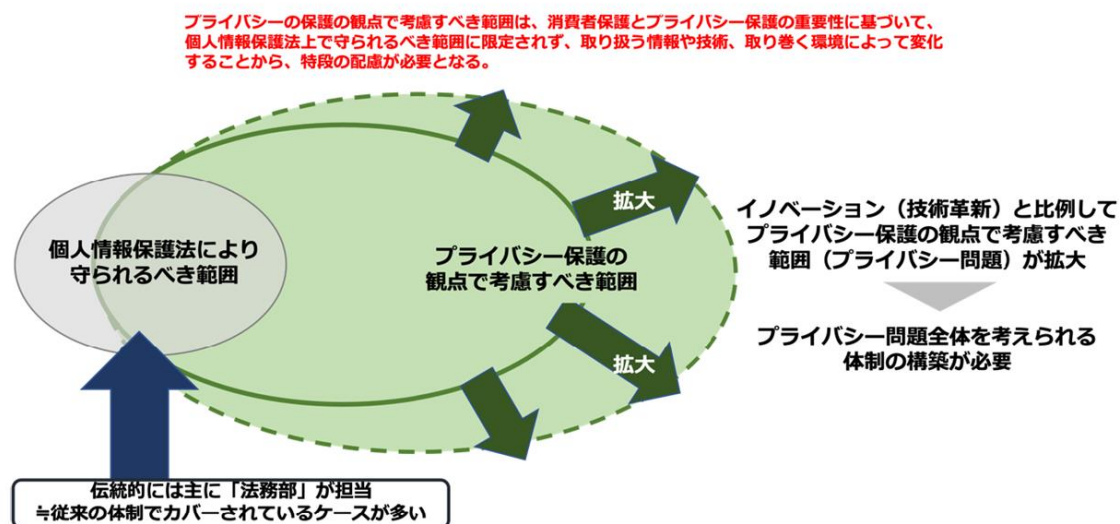 プライバシーの保護の観点で考慮すべき範囲は、消費者保護とプライバシー保護の重要性に基づいて、
個人情報保護法上で守られるべき範囲に限定されず、取り扱う情報や技術、取り巻く環境によって変化
することから、特段の配慮が必要となる。
拡大
個人情報保護法により
守られるべき範囲
プライバシー保護の
観点で考慮すべき範囲
イノベーション（技術革新）と比例して
プライバシー保護の観点で考慮すべき
範囲（プライバシー問題）が拡大
プライバシー問題全体を考えられる
体制の構築が必要
拡大
伝統的には主に「法務部」が担当
≒従来の体制でカバーされているケースが多い